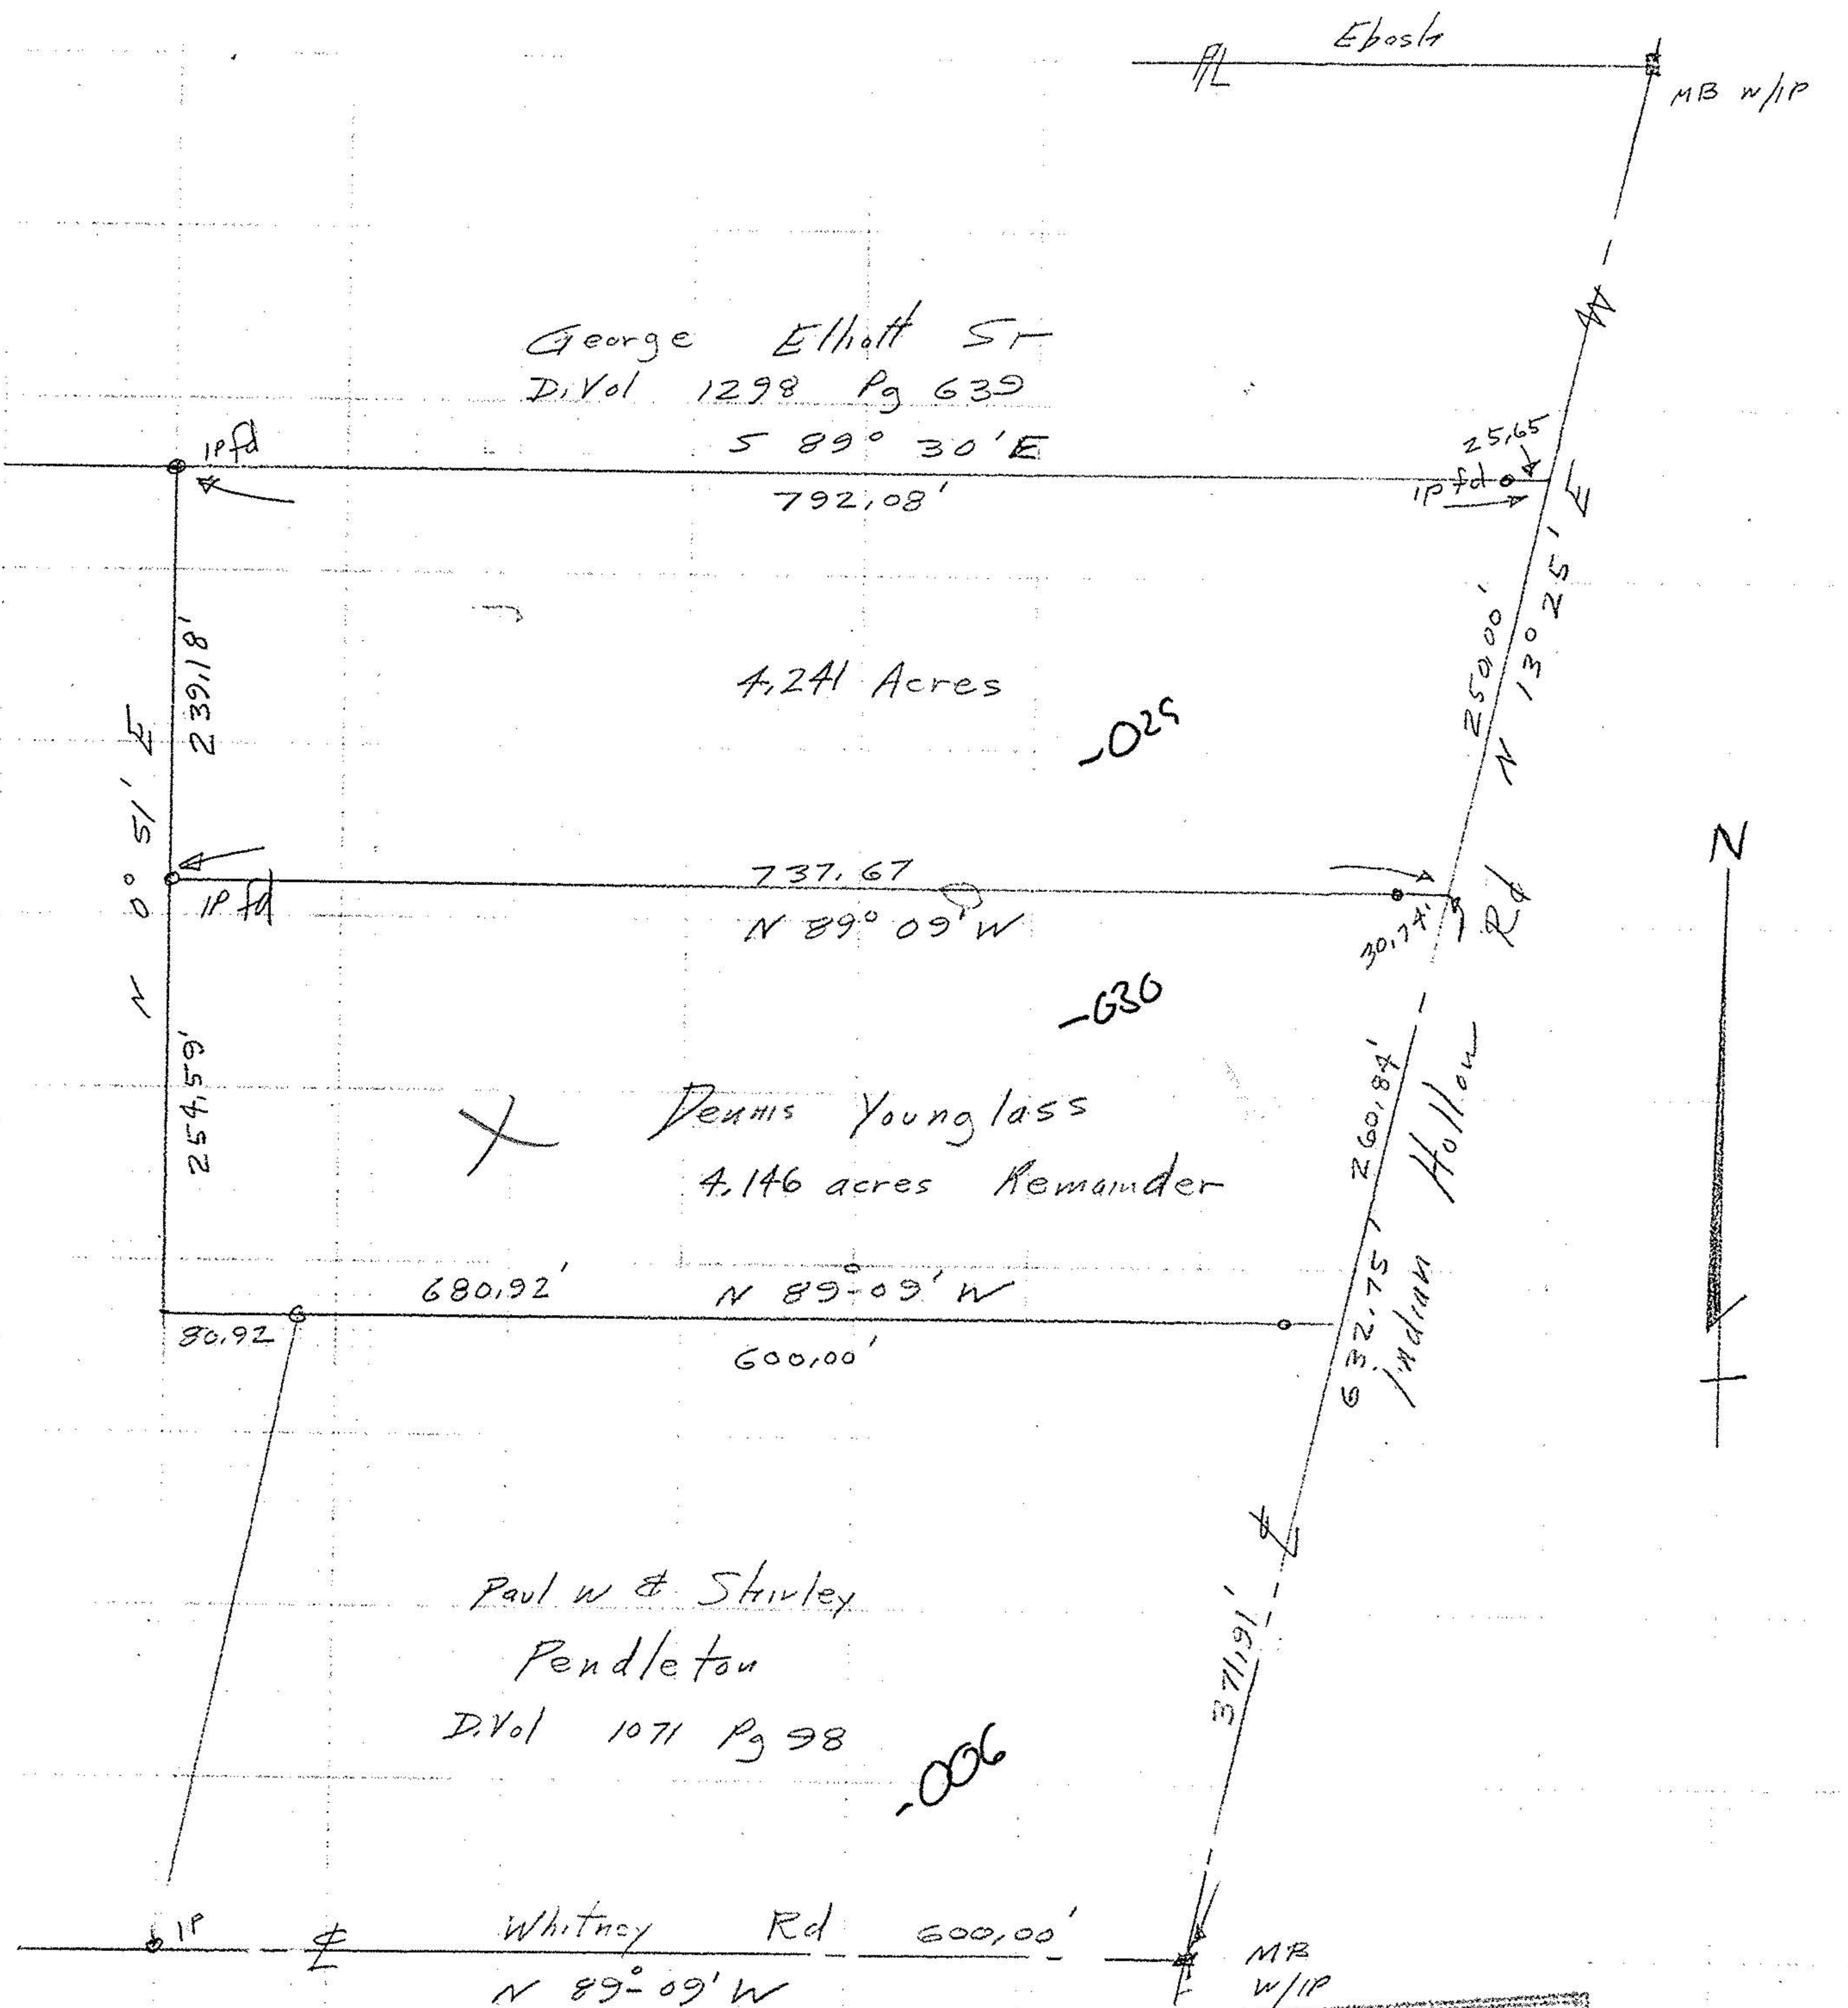 Ebosh
P/L
MB W/IP
George Elliott Sr
D.Vol 1298 Pg 639
IP fd
S 89° 30' E
25.65
792.08'
IP fd
239.18'
250.00'
N 13° 25' E
4.241 Acres
-029
N 0° 51' E
737.67
IP fd
N 89° 09' W
30.74'
Rd
N
-030
254.59'
260.84'
Dennis Younglass
Hollow
4.146 acres Remainder
680.92'
N 89° 09' W
632.75'
Indian
80.92
600.00'
Paul W & Shirley
Pendleton
371.91'
D.Vol 1071 Pg 98
-006
IP
Whitney Rd 600.00'
N 89° 09' W
MB
W/IP